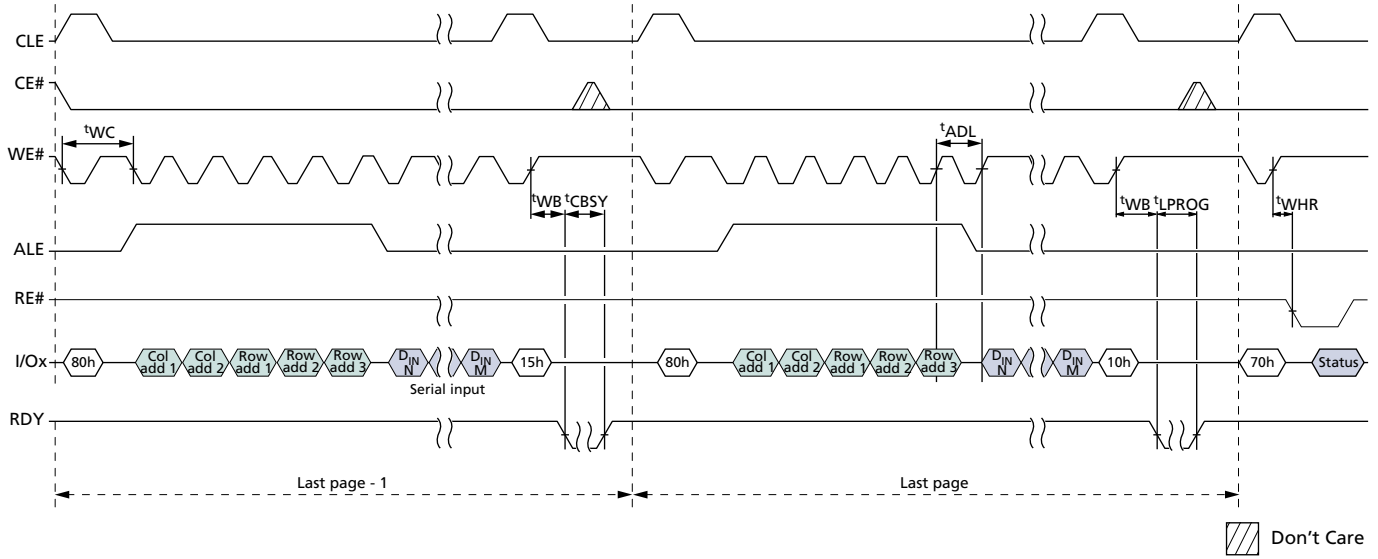 CLE
CE#
tWC
tADL
WE#
tWB tCBSY
tWB tLPROG
tWHR
ALE
RE#
I/Ox
80h
Col add 1
Col add 2
Row add 1
Row add 2
Row add 3
DIN N
DIN M
15h
80h
Col add 1
Col add 2
Row add 1
Row add 2
Row add 3
DIN N
DIN M
10h
70h
Status
Serial input
RDY
Last page - 1
Last page
Don't Care